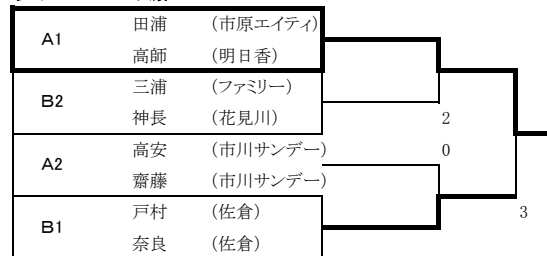 A1 田浦 (市原エイティ)
高師 (明日香)
B2 三浦 (ファミリー)
神長 (花見川) 2
A2 高安 (市川サンデー) 0
齋藤 (市川サンデー)
B1 戸村 (佐倉) 3
奈良 (佐倉)